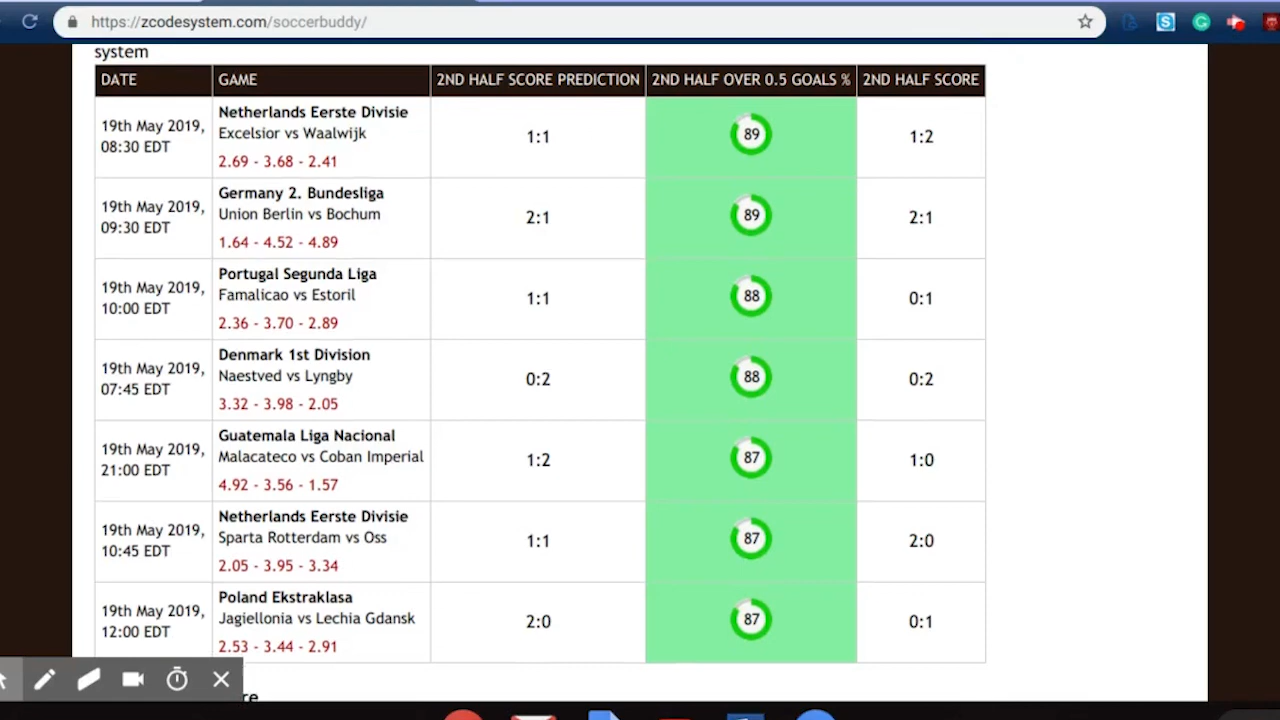 https://zcodesystem.com/soccerbuddy/
system
DATE GAME 2ND HALF SCORE PREDICTION 2ND HALF OVER 0.5 GOALS % 2ND HALF SCORE
19th May 2019, 08:30 EDT
Netherlands Eerste Divisie
Excelsior vs Waalwijk
2.69 - 3.68 - 2.41
1:1 89 1:2
19th May 2019, 09:30 EDT
Germany 2. Bundesliga
Union Berlin vs Bochum
1.64 - 4.52 - 4.89
2:1 89 2:1
19th May 2019, 10:00 EDT
Portugal Segunda Liga
Famalicao vs Estoril
2.36 - 3.70 - 2.89
1:1 88 0:1
19th May 2019, 07:45 EDT
Denmark 1st Division
Naestved vs Lyngby
3.32 - 3.98 - 2.05
0:2 88 0:2
19th May 2019, 21:00 EDT
Guatemala Liga Nacional
Malacateco vs Coban Imperial
4.92 - 3.56 - 1.57
1:2 87 1:0
19th May 2019, 10:45 EDT
Netherlands Eerste Divisie
Sparta Rotterdam vs Oss
2.05 - 3.95 - 3.34
1:1 87 2:0
19th May 2019, 12:00 EDT
Poland Ekstraklasa
Jagiellonia vs Lechia Gdansk
2.53 - 3.44 - 2.91
2:0 87 0:1